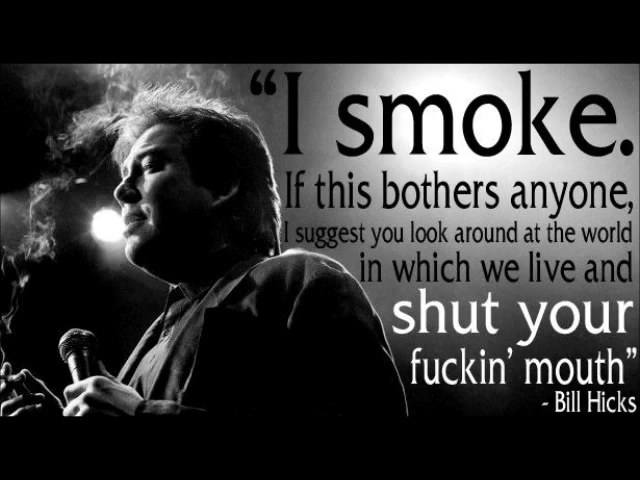 “I smoke.
If this bothers anyone,
I suggest you look around at the world
in which we live and
shut your
fuckin’ mouth”
- Bill Hicks